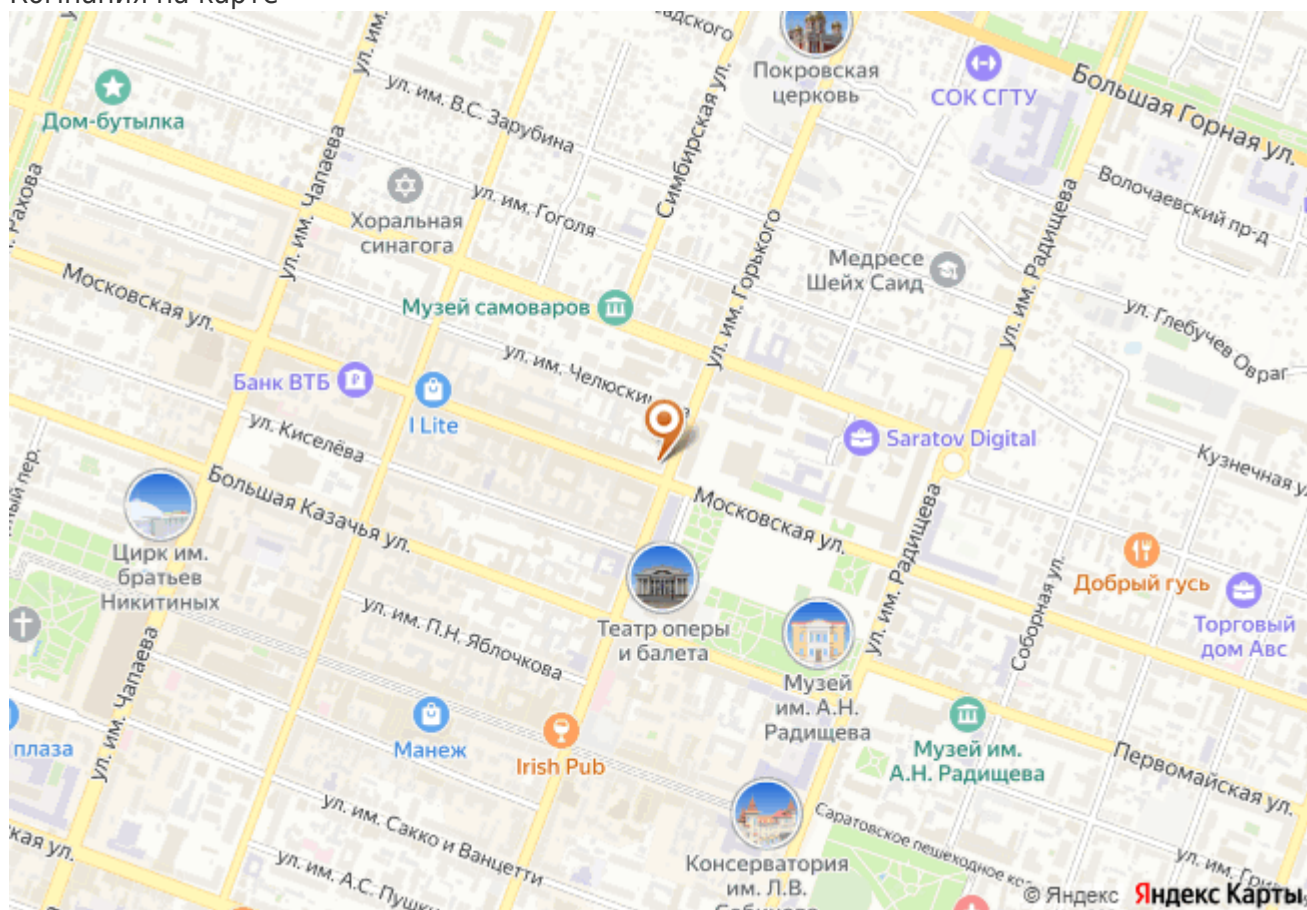 Компания на карте
Покровская
церковь
СОК СГТУ
Большая Горная ул.
Дом-бутылка
ул. им. В.С. Зарубина
Симбирская ул.
Волочаевский пр-д
ул. им. Чапаева
Хоральная
синагога
ул. им. Гоголя
ул. им. Горького
Медресе
Шейх Саид
ул. им. Радищева
Московская ул.
Музей самоваров
ул. Глебучев Овраг
Банк ВТБ
I Lite
ул. Киселёва
Saratov Digital
Большая Казачья ул.
Московская ул.
ул. им. Радищева
Цирк им.
братьев
Никитиных
Добрый гусь
Торговый
дом Авс
Соборная ул.
Театр оперы
и балета
ул. им. П.Н. Яблочкова
Музей
им. А.Н.
Радищева
ул. им. Чапаева
плаза
Манеж
Irish Pub
Музей им.
А.Н. Радищева
Первомайская ул.
ул. им. Сакко и Ванцетти
Консерватория
им. Л.В.
Саратовское пешеходное
ул. им. А.С.
© Яндекс Яндекс Карты